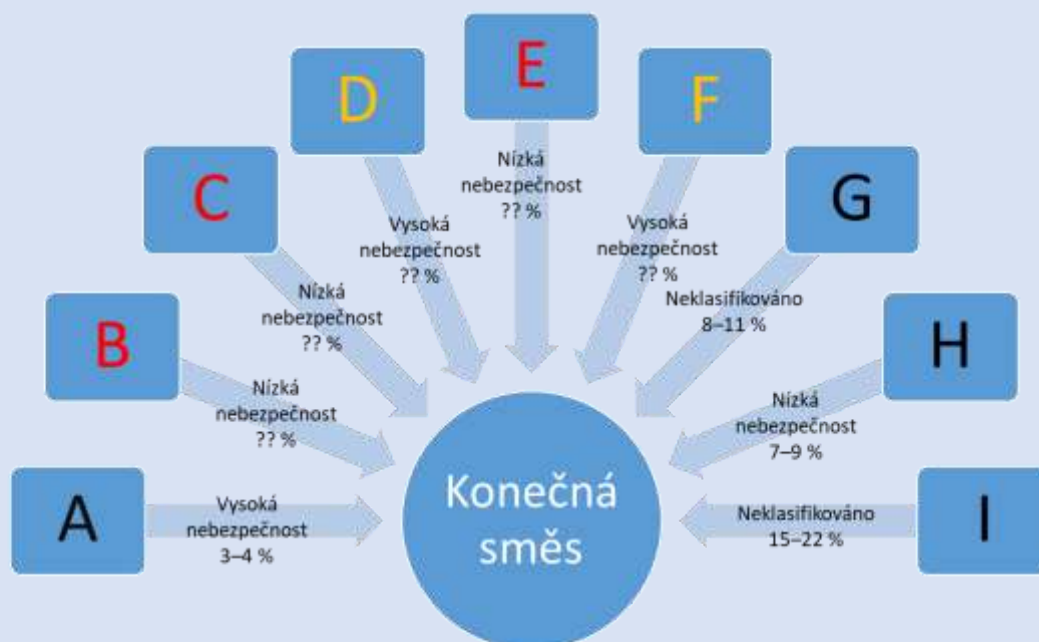 A
Vysoká
nebezpečnost
3–4 %
B
Nízká
nebezpečnost
?? %
C
Nízká
nebezpečnost
?? %
D
Vysoká
nebezpečnost
?? %
E
Nízká
nebezpečnost
?? %
F
Vysoká
nebezpečnost
?? %
G
Neklasifikováno
8–11 %
H
Nízká
nebezpečnost
7–9 %
I
Neklasifikováno
15–22 %
Konečná
směs